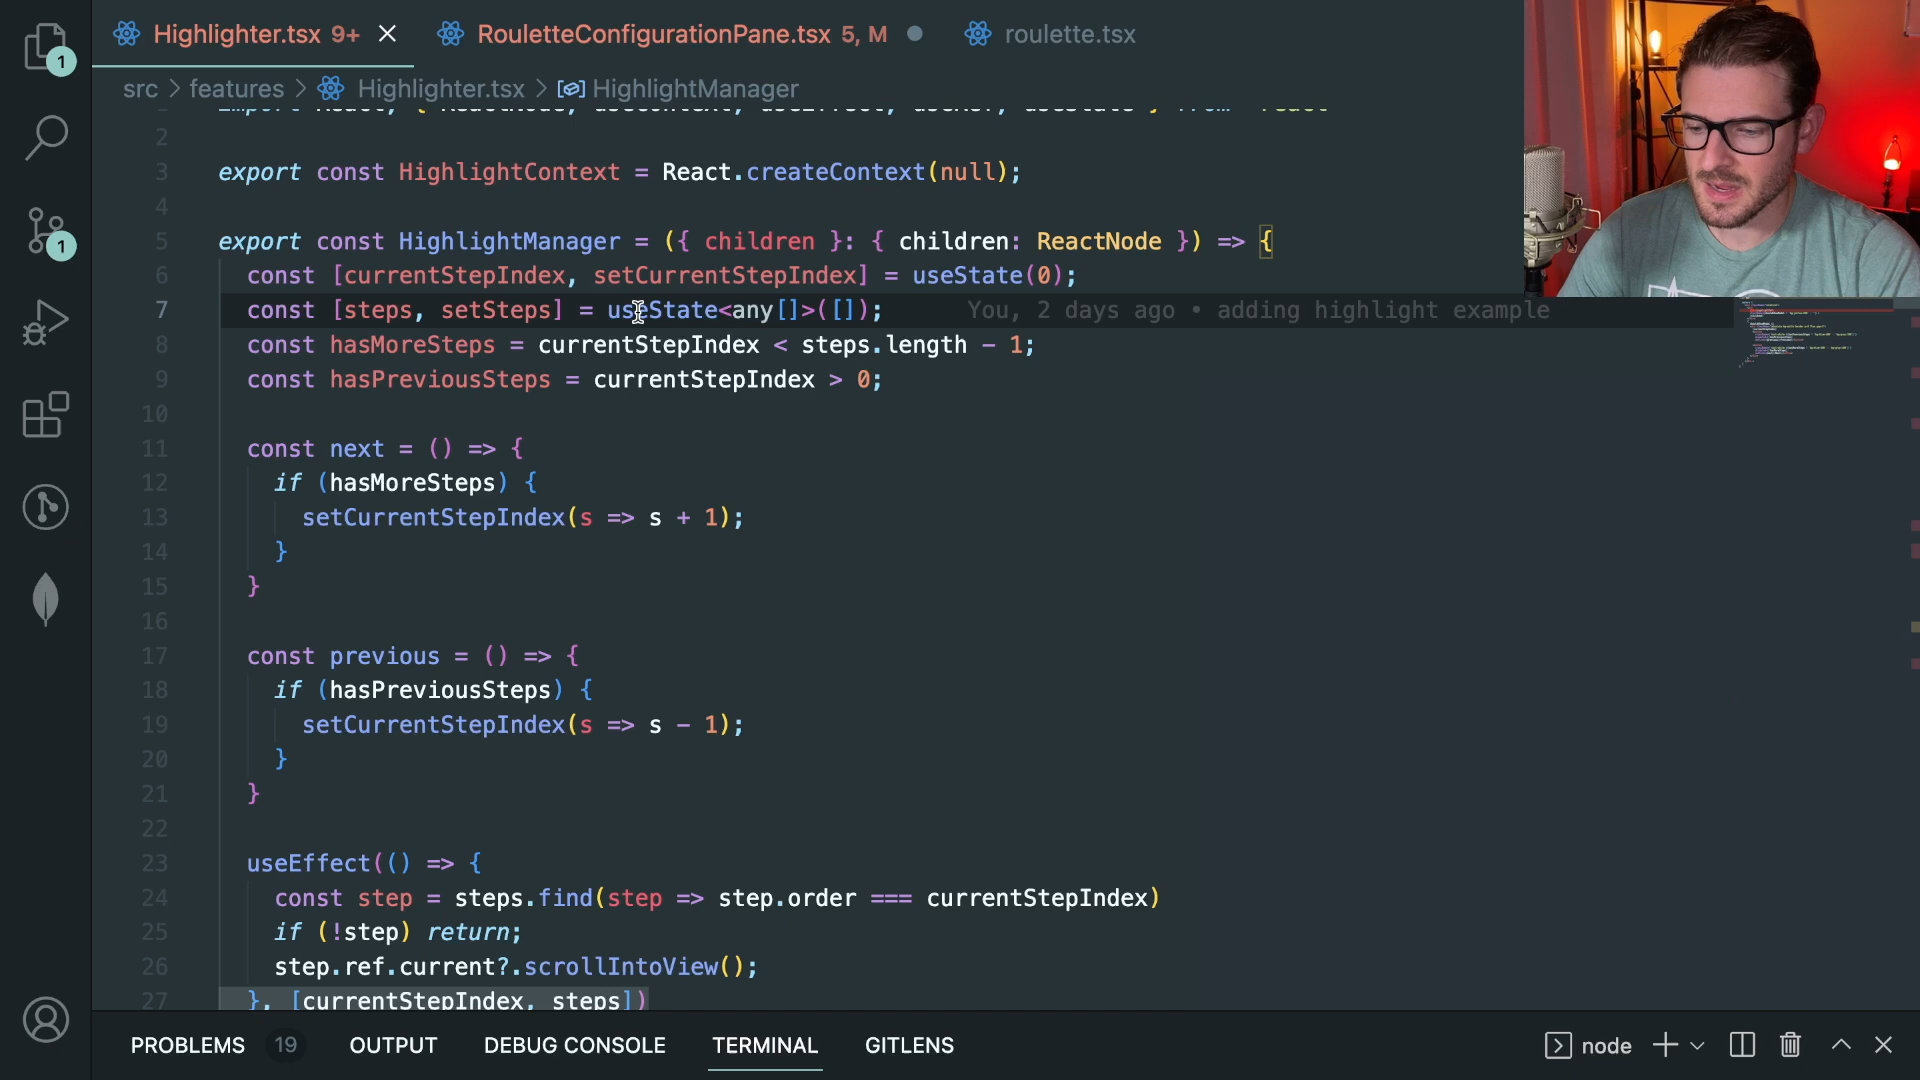 1
1
Highlighter.tsx 9+
RouletteConfigurationPane.tsx 5, M
roulette.tsx
src > features > Highlighter.tsx > HighlightManager
2
3 export const HighlightContext = React.createContext(null);
4
5 export const HighlightManager = ({ children }: { children: ReactNode }) => {
6 const [currentStepIndex, setCurrentStepIndex] = useState(0);
7 const [steps, setSteps] = useState<any[]>([]); You, 2 days ago • adding highlight example
8 const hasMoreSteps = currentStepIndex < steps.length - 1;
9 const hasPreviousSteps = currentStepIndex > 0;
10
11 const next = () => {
12 if (hasMoreSteps) {
13 setCurrentStepIndex(s => s + 1);
14 }
15 }
16
17 const previous = () => {
18 if (hasPreviousSteps) {
19 setCurrentStepIndex(s => s - 1);
20 }
21 }
22
23 useEffect(() => {
24 const step = steps.find(step => step.order === currentStepIndex)
25 if (!step) return;
26 step.ref.current?.scrollIntoView();
27 }, [currentStepIndex, steps])
PROBLEMS 19 OUTPUT DEBUG CONSOLE TERMINAL GITLENS node